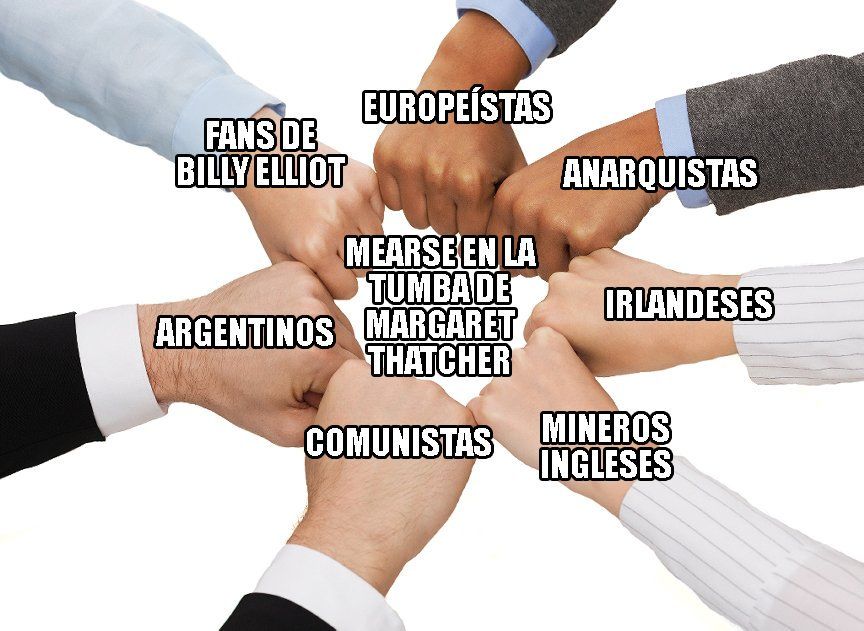 EUROPEÍSTAS
FANS DE
BILLY ELLIOT
ANARQUISTAS
MEARSE EN LA
TUMBA DE
MARGARET
THATCHER
IRLANDESES
ARGENTINOS
COMUNISTAS
MINEROS
INGLESES